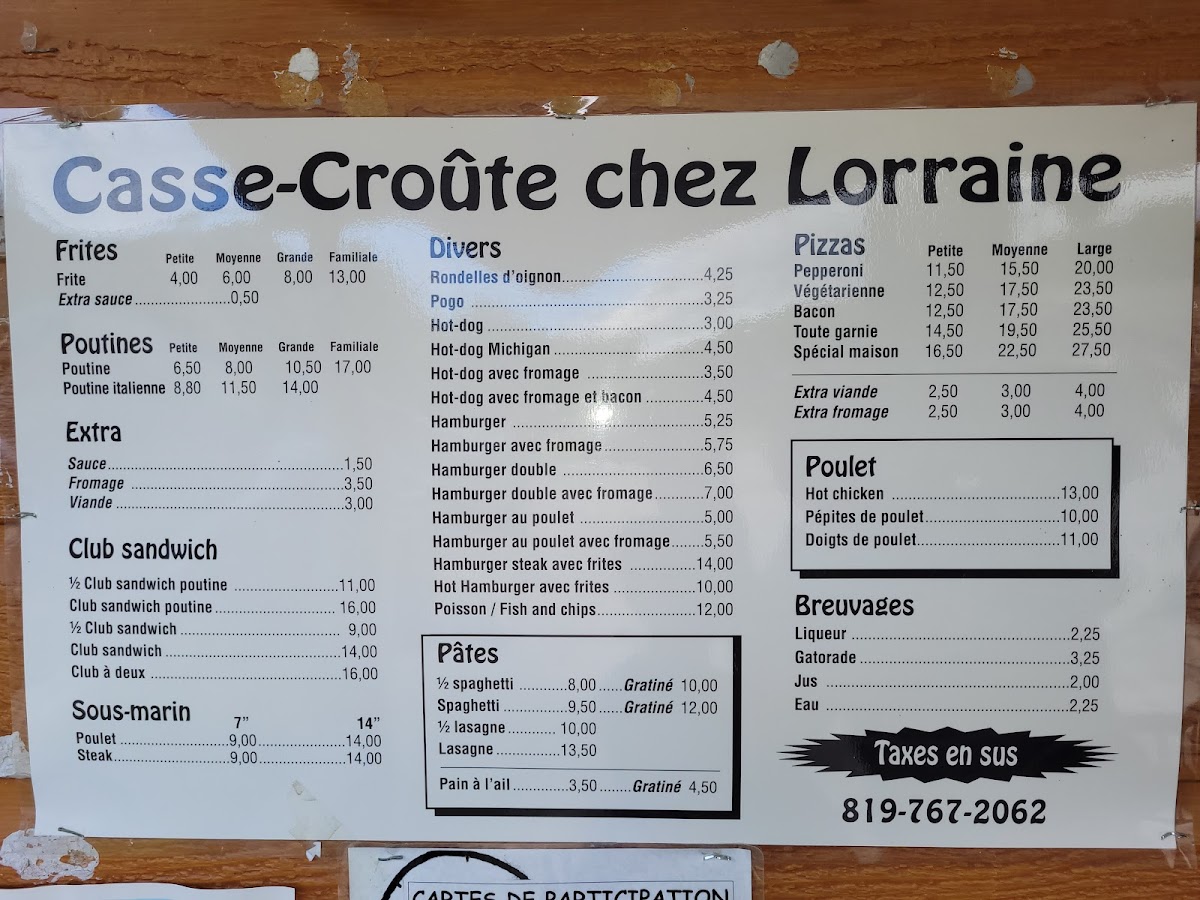 Casse-Croûte chez Lorraine
Frites Petite Moyenne Grande Familiale
Frite 4,00 6,00 8,00 13,00
Extra sauce ......................0,50
Poutines Petite Moyenne Grande Familiale
Poutine 6,50 8,00 10,50 17,00
Poutine italienne 8,80 11,50 14,00
Extra
Sauce......................1,50
Fromage ......................3,50
Viande ......................3,00
Club sandwich
½ Club sandwich poutine ......................11,00
Club sandwich poutine...................... 16,00
½ Club sandwich ...................... 9,00
Club sandwich ......................14,00
Club à deux ......................16,00
Sous-marin 7” 14”
Poulet ......................9,00......................14,00
Steak......................9,00......................14,00
Divers
Rondelles d'oignon......................4,25
Pogo ......................3,25
Hot-dog ......................3,00
Hot-dog Michigan ......................4,50
Hot-dog avec fromage ......................3,50
Hot-dog avec fromage et bacon .............4,50
Hamburger ......................5,25
Hamburger avec fromage......................5,75
Hamburger double ......................6,50
Hamburger double avec fromage...........7,00
Hamburger au poulet ......................5,00
Hamburger au poulet avec fromage.......5,50
Hamburger steak avec frites ..............14,00
Hot Hamburger avec frites .................10,00
Poisson / Fish and chips....................12,00
Pâtes
½ spaghetti ............8,00......Gratiné 10,00
Spaghetti ..............9,50......Gratiné 12,00
½ lasagne............ 10,00
Lasagne...............13,50
Pain à l'ail..............3,50........Gratiné 4,50
Pizzas Petite Moyenne Large
Pepperoni 11,50 15,50 20,00
Végétarienne 12,50 17,50 23,50
Bacon 12,50 17,50 23,50
Toute garnie 14,50 19,50 25,50
Spécial maison 16,50 22,50 27,50
Extra viande 2,50 3,00 4,00
Extra fromage 2,50 3,00 4,00
Poulet
Hot chicken ......................13,00
Pépites de poulet......................10,00
Doigts de poulet......................11,00
Breuvages
Liqueur ......................2,25
Gatorade ......................3,25
Jus ......................2,00
Eau ......................2,25
Taxes en sus
819-767-2062
CARTES DE PARTICIPATION